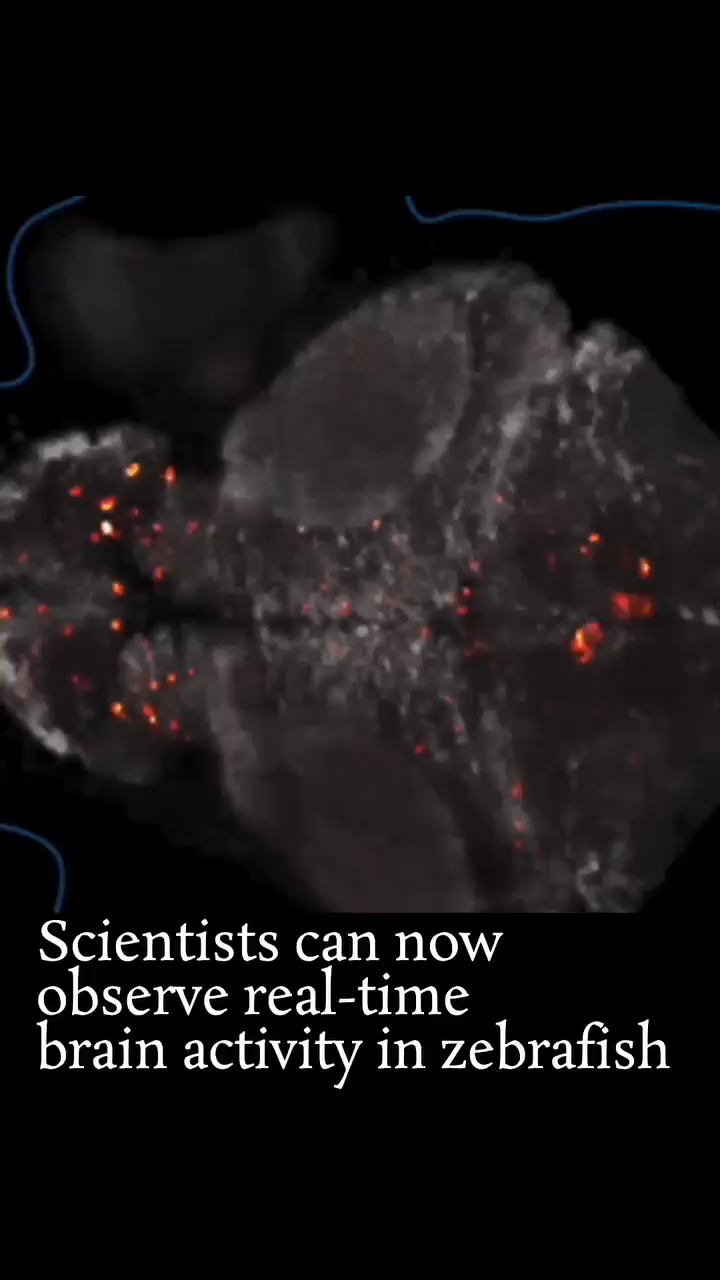 Scientists can now
observe real-time
brain activity in zebrafish